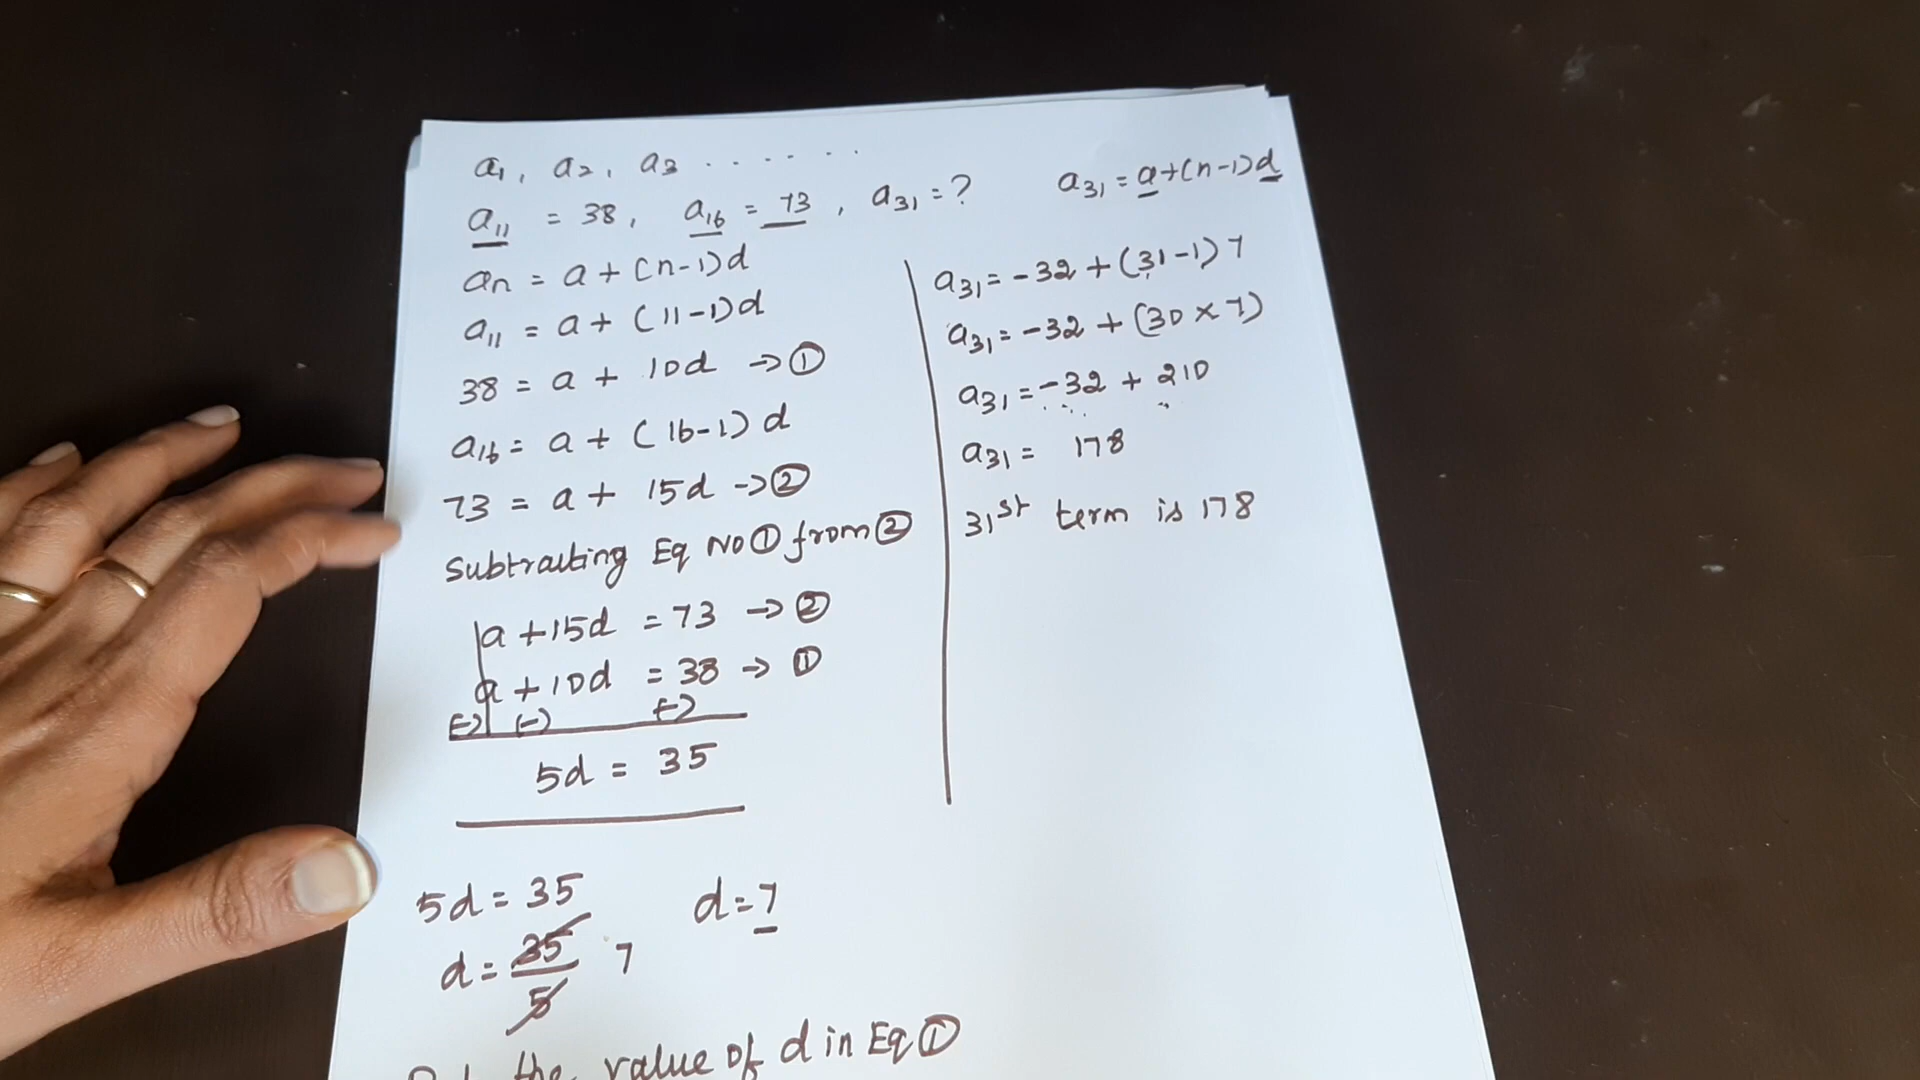 a1, a2, a3 .......
a11 = 38, a16 = 73, a31 = ?
an = a + (n-1)d
a11 = a + (11-1)d
38 = a + 10d → ①
a16 = a + (16-1)d
73 = a + 15d → ②
Subtracting Eq No ① from ②
a + 15d = 73 → ②
a + 10d = 38 → ①
(-) (-) (-)
5d = 35
5d = 35 d = 7
d = 35/5 7
the value of d in Eq ①
a31 = a + (n-1)d
a31 = -32 + (31-1) 7
a31 = -32 + (30 × 7)
a31 = -32 + 210
a31 = 178
31st term is 178